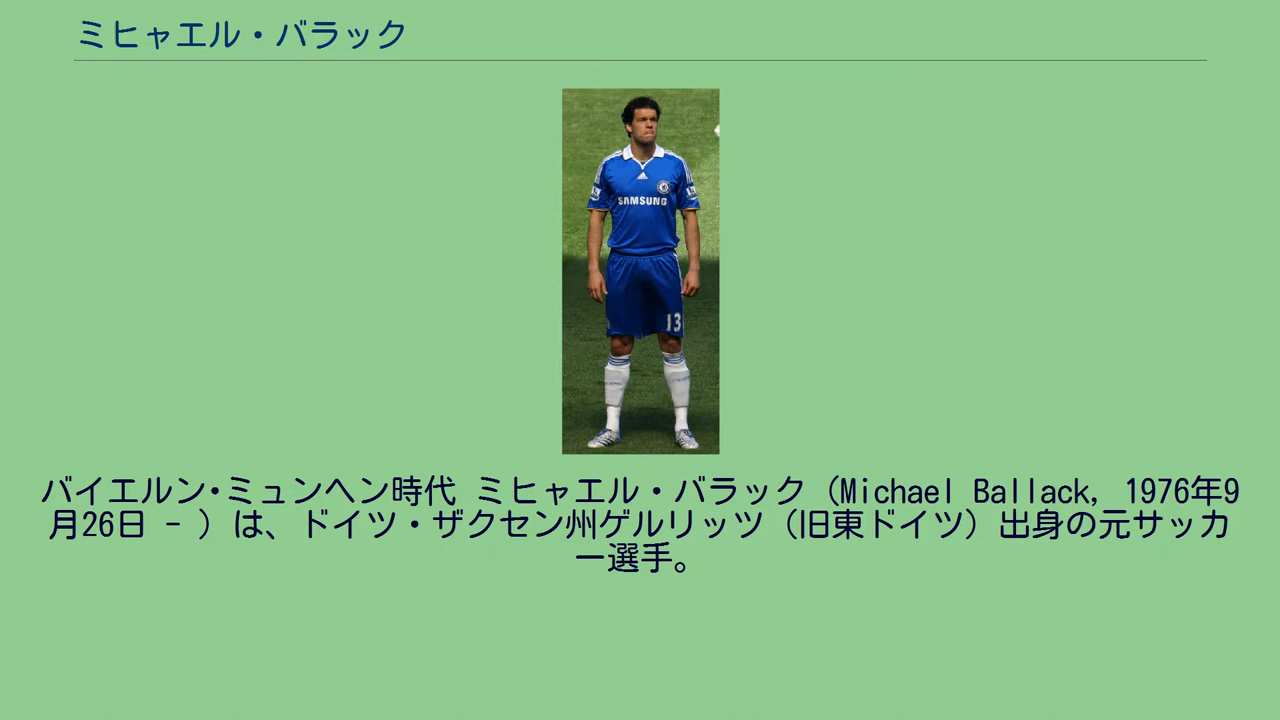 ミヒャエル・バラック
SAMSUNG
13
バイエルン・ミュンヘン時代 ミヒャエル・バラック（Michael Ballack, 1976年9
月26日 - ）は、ドイツ・ザクセン州ゲルリッツ（旧東ドイツ）出身の元サッカ
ー選手。